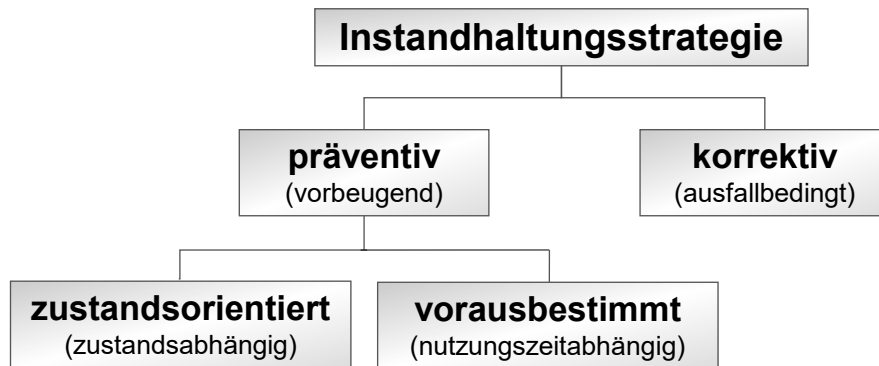 Instandhaltungsstrategie
präventiv
(vorbeugend)
korrektiv
(ausfallbedingt)
zustandsorientiert
(zustandsabhängig)
vorausbestimmt
(nutzungszeitabhängig)